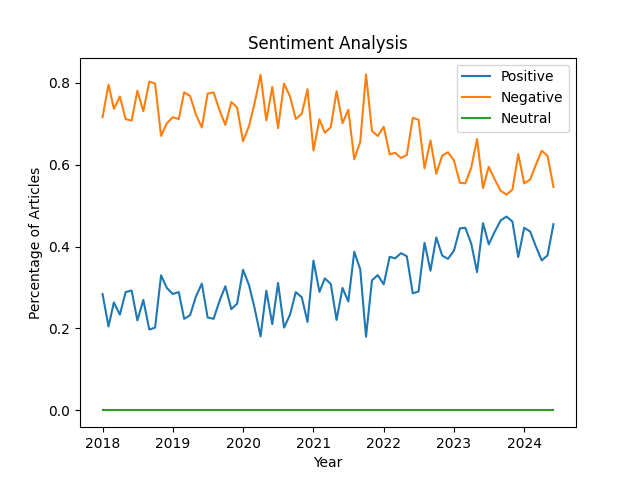 Sentiment Analysis
Positive
Negative
Neutral
Percentage of Articles
0.8
0.6
0.4
0.2
0.0
2018 2019 2020 2021 2022 2023 2024
Year